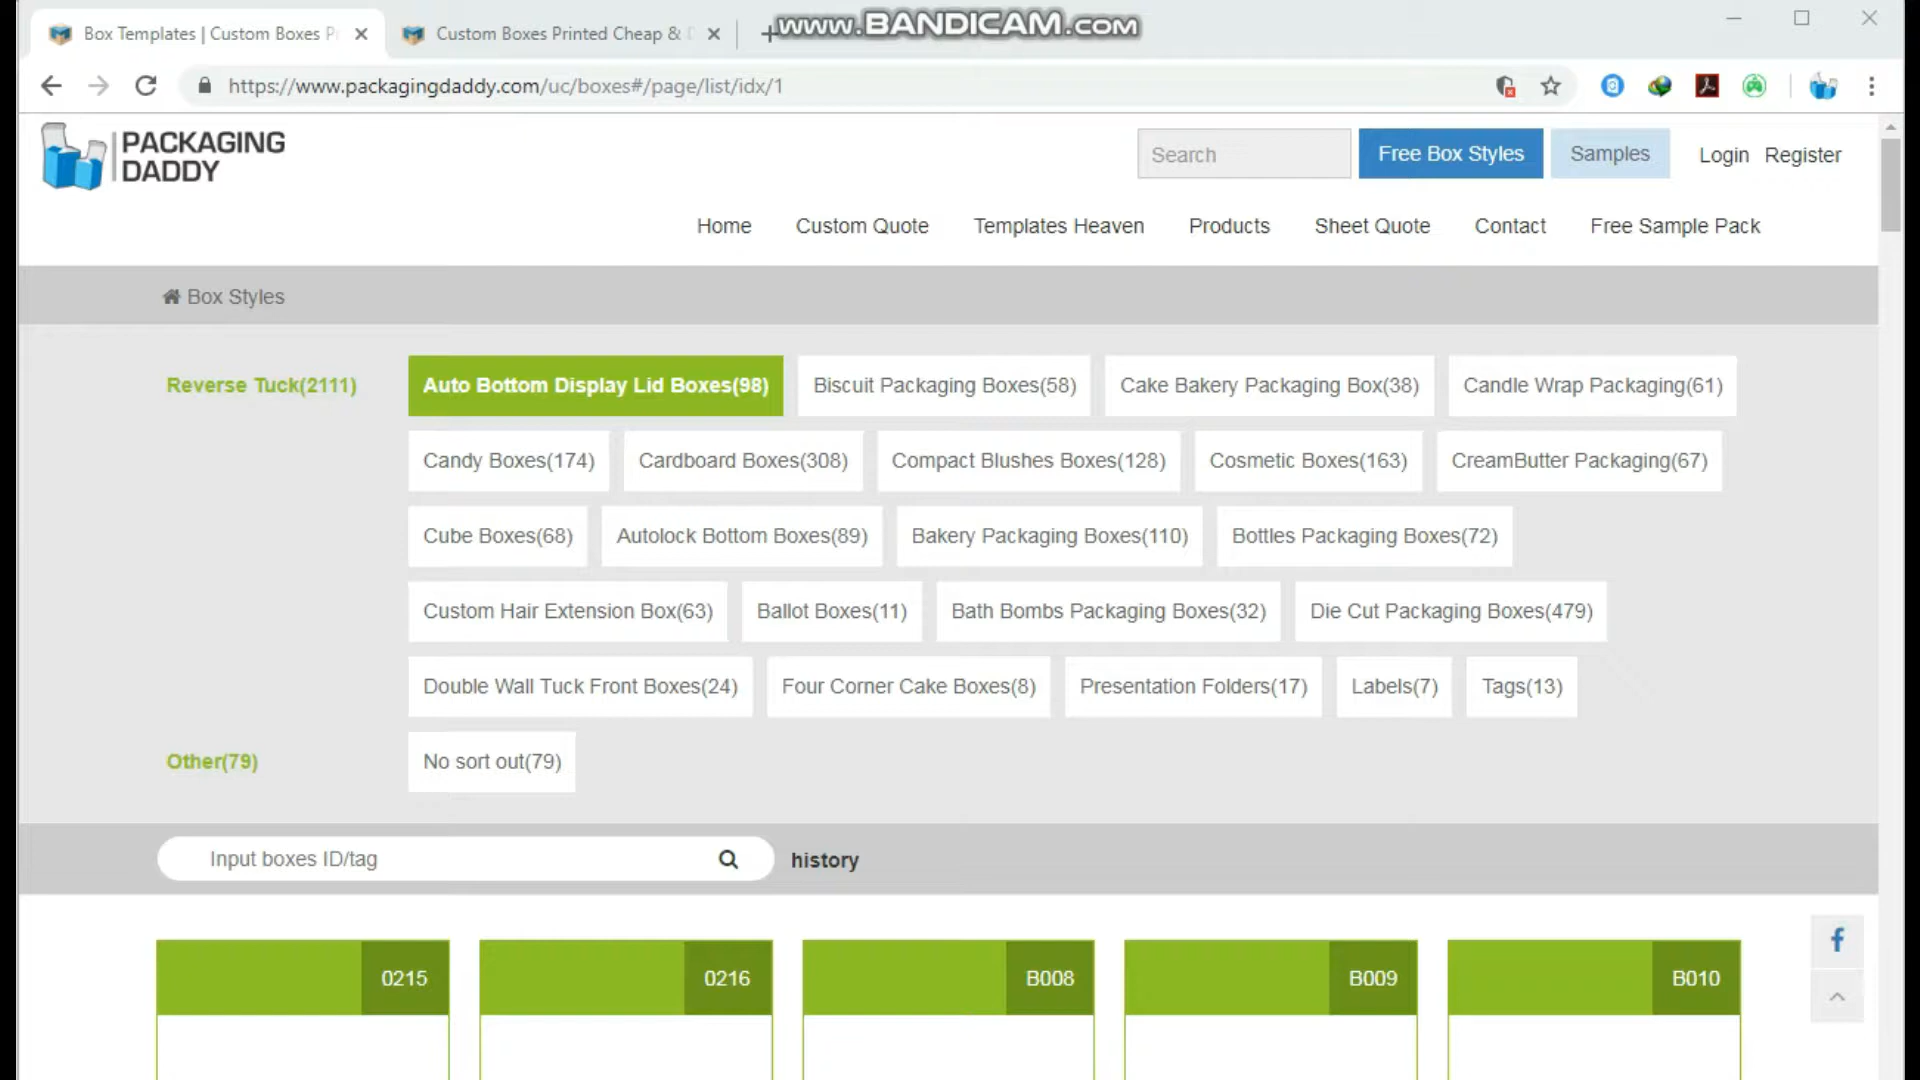 Box Templates | Custom Boxes P
Custom Boxes Printed Cheap &
www.BANDICAM.com
https://www.packagingdaddy.com/uc/boxes#/page/list/idx/1
PACKAGING
DADDY
Search
Free Box Styles
Samples
Login
Register
Home
Custom Quote
Templates Heaven
Products
Sheet Quote
Contact
Free Sample Pack
Box Styles
Reverse Tuck(2111)
Auto Bottom Display Lid Boxes(98)
Biscuit Packaging Boxes(58)
Cake Bakery Packaging Box(38)
Candle Wrap Packaging(61)
Candy Boxes(174)
Cardboard Boxes(308)
Compact Blushes Boxes(128)
Cosmetic Boxes(163)
CreamButter Packaging(67)
Cube Boxes(68)
Autolock Bottom Boxes(89)
Bakery Packaging Boxes(110)
Bottles Packaging Boxes(72)
Custom Hair Extension Box(63)
Ballot Boxes(11)
Bath Bombs Packaging Boxes(32)
Die Cut Packaging Boxes(479)
Double Wall Tuck Front Boxes(24)
Four Corner Cake Boxes(8)
Presentation Folders(17)
Labels(7)
Tags(13)
Other(79)
No sort out(79)
Input boxes ID/tag
history
0215
0216
B008
B009
B010